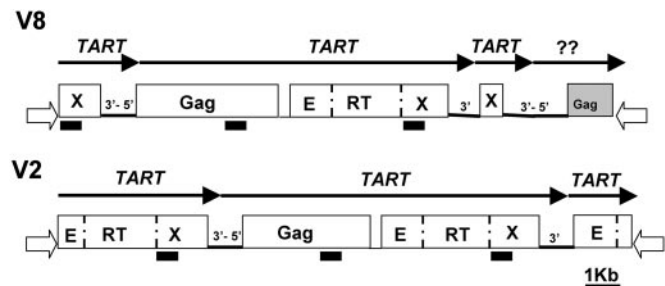 V8
TART TART TART ??
X 3'- 5' Gag E RT X 3' X 3'- 5' Gag
V2
TART TART TART
E RT X 3'- 5' Gag E RT X 3' E
1Kb